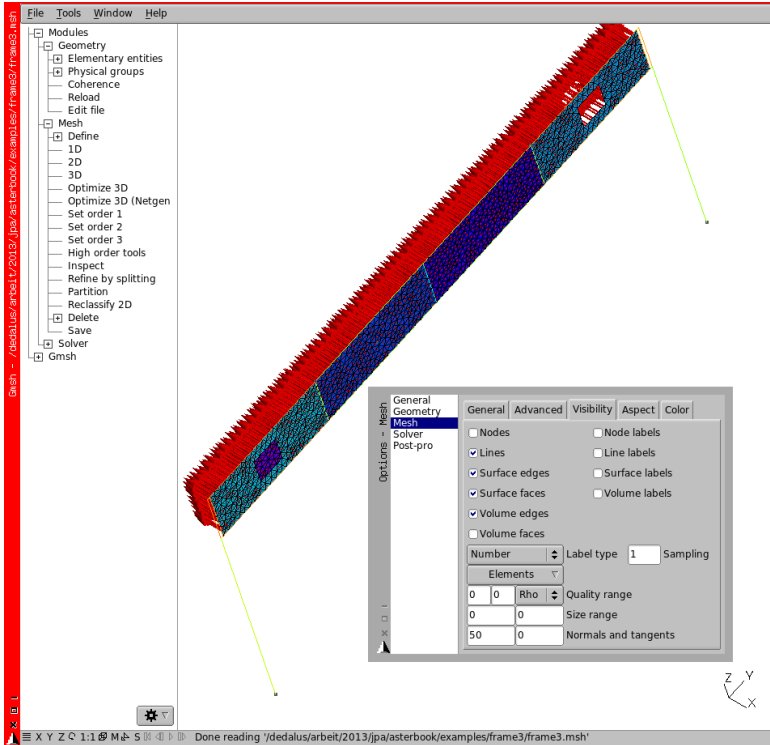 Gmsh - /dedalus/arbeit/2013/jpa/asterbook/examples/frame3/frame3.msh
File Tools Window Help
Modules
Geometry
Elementary entities
Physical groups
Coherence
Reload
Edit file
Mesh
Define
1D
2D
3D
Optimize 3D
Optimize 3D (Netgen
Set order 1
Set order 2
Set order 3
High order tools
Inspect
Refine by splitting
Partition
Reclassify 2D
Delete
Save
Solver
Gmsh
Options - Mesh
General
Geometry
Mesh
Solver
Post-pro
General Advanced Visibility Aspect Color
Nodes Node labels
Lines Line labels
Surface edges Surface labels
Surface faces Volume labels
Volume edges
Volume faces
Number Label type 1 Sampling
Elements
0 0 Rho Quality range
0 0 Size range
50 0 Normals and tangents
Z Y
X
X Y Z 1:1 M S Done reading '/dedalus/arbeit/2013/jpa/asterbook/examples/frame3/frame3.msh'